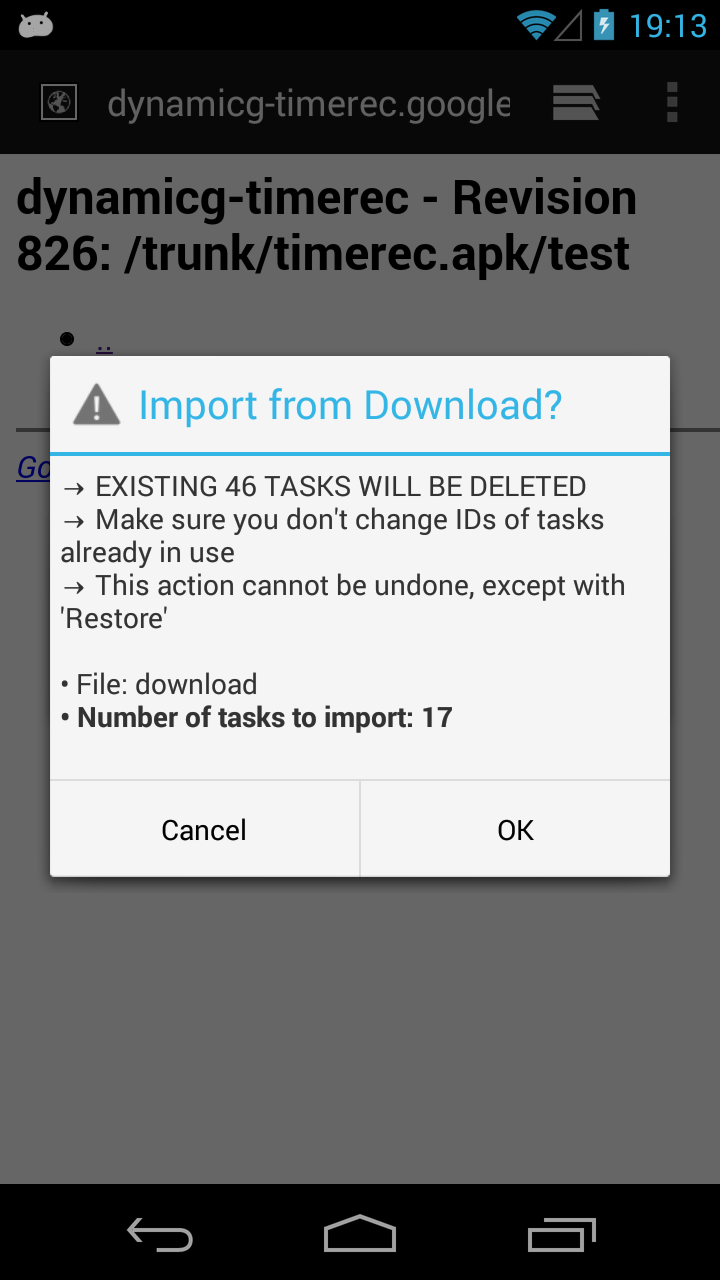 19:13
dynamicg-timerec.google
dynamicg-timerec - Revision
826: /trunk/timerec.apk/test
• ..
Go
Import from Download?
→ EXISTING 46 TASKS WILL BE DELETED
→ Make sure you don't change IDs of tasks
already in use
→ This action cannot be undone, except with
'Restore'
• File: download
• Number of tasks to import: 17
Cancel
OK